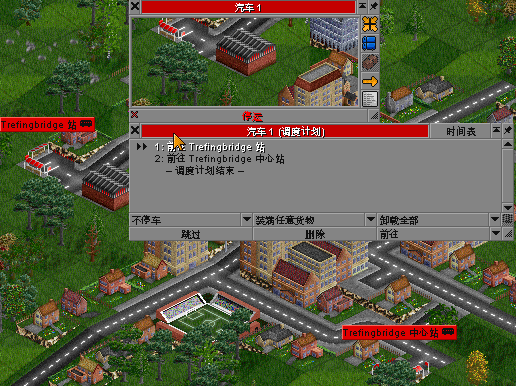 汽车 1
停运
Trefingbridge 站
汽车 1 (调度计划)
时间表
1: 前往 Trefingbridge 站
2: 前往 Trefingbridge 中心站
– 调度计划结束 –
不停车
装满任意货物
卸载全部
跳过
删除
前往
Trefingbridge 中心站